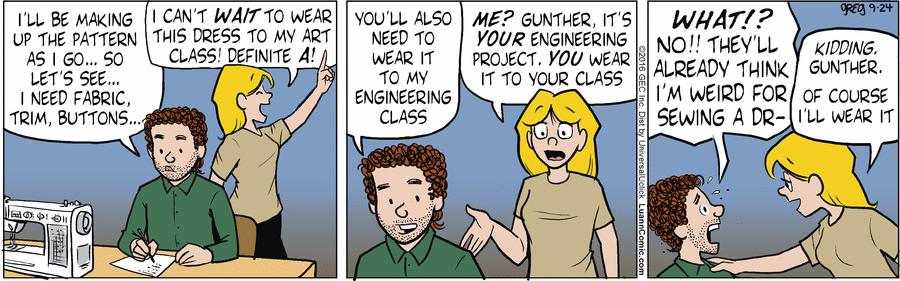 I'LL BE MAKING
UP THE PATTERN
AS I GO... SO
LET'S SEE...
I NEED FABRIC,
TRIM, BUTTONS...
I CAN'T WAIT TO WEAR
THIS DRESS TO MY ART
CLASS! DEFINITE A!
YOU'LL ALSO
NEED TO
WEAR IT
TO MY
ENGINEERING
CLASS
ME? GUNTHER, IT'S
YOUR ENGINEERING
PROJECT. YOU WEAR
IT TO YOUR CLASS
©2016 GEC Inc. Dist by Universal Uclick LuannComic.com
WHAT!?
NO!! THEY'LL
ALREADY THINK
I'M WEIRD FOR
SEWING A DR-
GREG 9·24
KIDDING.
GUNTHER.
OF COURSE
I'LL WEAR IT